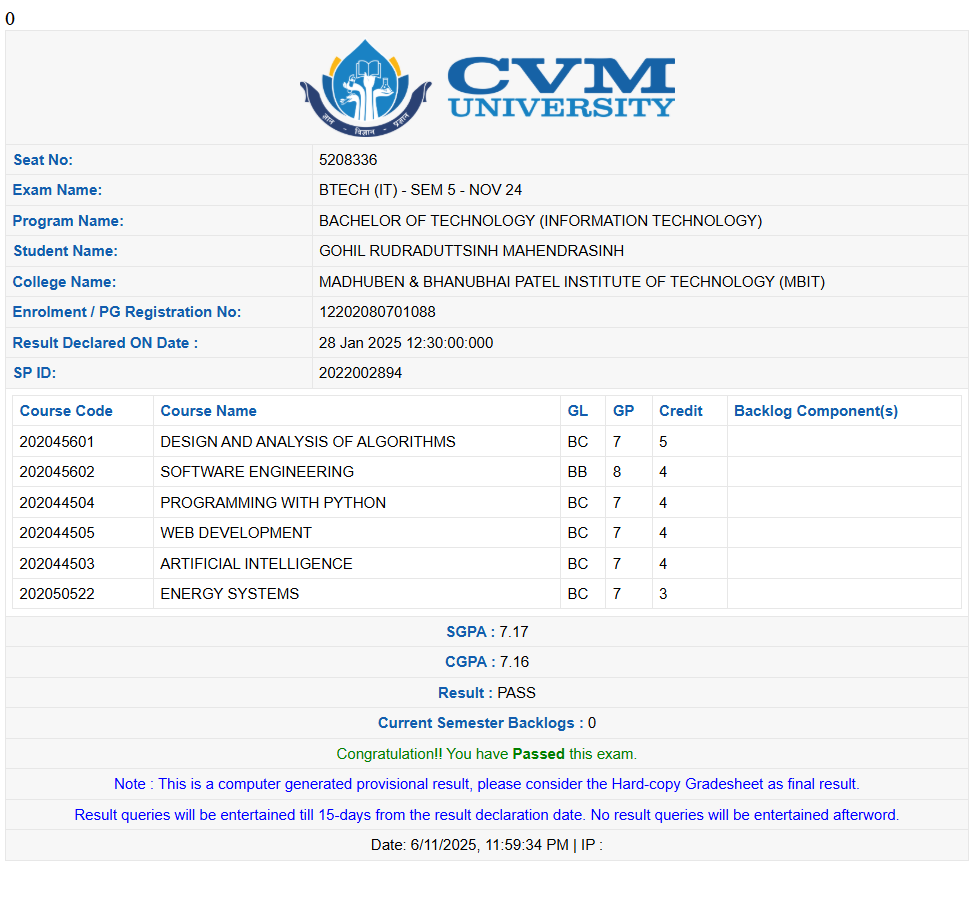 0
CVM
UNIVERSITY
ज्ञान - विज्ञान - प्रज्ञान
Seat No: 5208336
Exam Name: BTECH (IT) - SEM 5 - NOV 24
Program Name: BACHELOR OF TECHNOLOGY (INFORMATION TECHNOLOGY)
Student Name: GOHIL RUDRADUTTSINH MAHENDRASINH
College Name: MADHUBEN & BHANUBHAI PATEL INSTITUTE OF TECHNOLOGY (MBIT)
Enrolment / PG Registration No: 12202080701088
Result Declared ON Date : 28 Jan 2025 12:30:00:000
SP ID: 2022002894
Course Code Course Name GL GP Credit Backlog Component(s)
202045601 DESIGN AND ANALYSIS OF ALGORITHMS BC 7 5
202045602 SOFTWARE ENGINEERING BB 8 4
202044504 PROGRAMMING WITH PYTHON BC 7 4
202044505 WEB DEVELOPMENT BC 7 4
202044503 ARTIFICIAL INTELLIGENCE BC 7 4
202050522 ENERGY SYSTEMS BC 7 3
SGPA : 7.17
CGPA : 7.16
Result : PASS
Current Semester Backlogs : 0
Congratulation!! You have Passed this exam.
Note : This is a computer generated provisional result, please consider the Hard-copy Gradesheet as final result.
Result queries will be entertained till 15-days from the result declaration date. No result queries will be entertained afterword.
Date: 6/11/2025, 11:59:34 PM | IP :